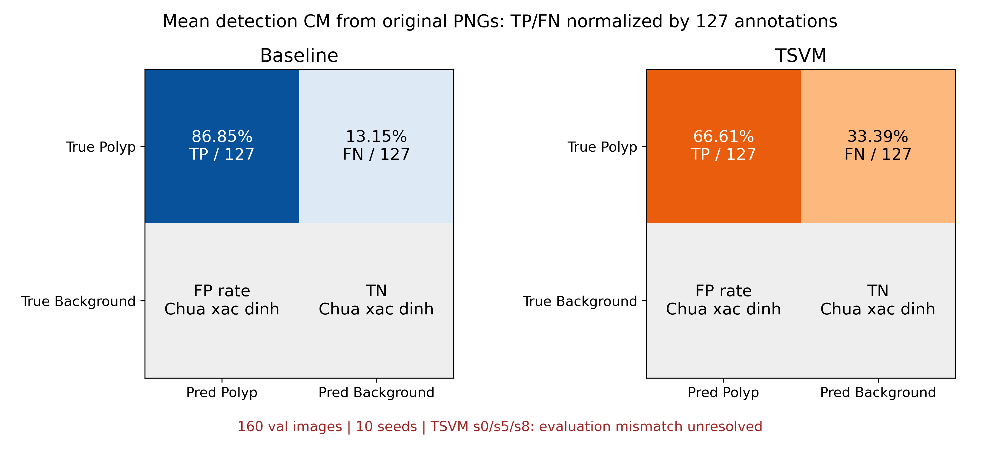 Mean detection CM from original PNGs: TP/FN normalized by 127 annotations
Baseline
True Polyp
86.85%
TP / 127
13.15%
FN / 127
True Background
FP rate
Chua xac dinh
TN
Chua xac dinh
Pred Polyp
Pred Background
TSVM
True Polyp
66.61%
TP / 127
33.39%
FN / 127
True Background
FP rate
Chua xac dinh
TN
Chua xac dinh
Pred Polyp
Pred Background
160 val images | 10 seeds | TSVM s0/s5/s8: evaluation mismatch unresolved